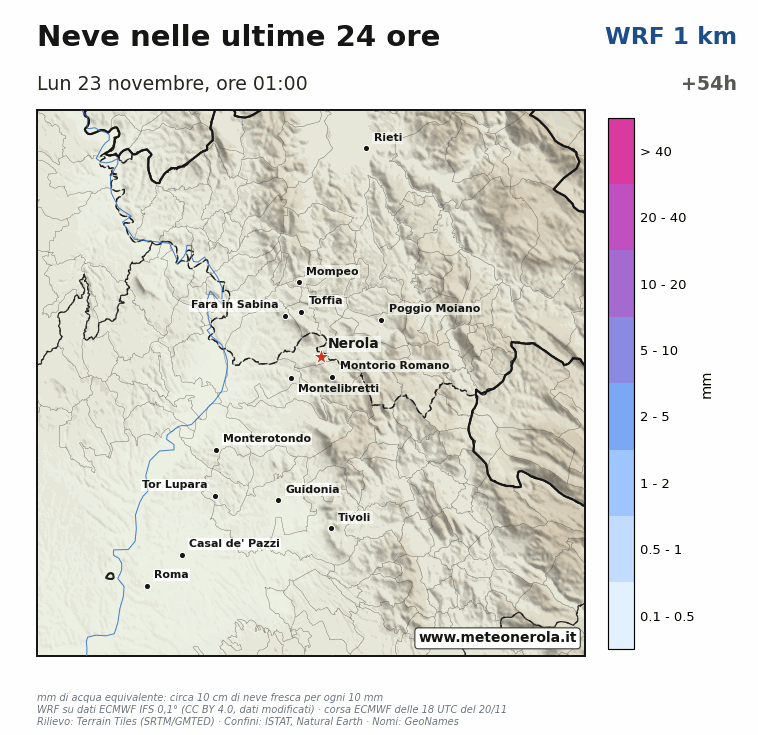 Neve nelle ultime 24 ore
WRF 1 km
Lun 23 novembre, ore 01:00
+54h
Rieti
Mompeo
Toffia
Fara in Sabina
Poggio Moiano
Nerola
Montorio Romano
Montelibretti
Monterotondo
Tor Lupara
Guidonia
Tivoli
Casal de' Pazzi
Roma
www.meteonerola.it
> 40
20 - 40
10 - 20
5 - 10
2 - 5
1 - 2
0.5 - 1
0.1 - 0.5
mm
mm di acqua equivalente: circa 10 cm di neve fresca per ogni 10 mm
WRF su dati ECMWF IFS 0,1° (CC BY 4.0, dati modificati) · corsa ECMWF delle 18 UTC del 20/11
Rilievo: Terrain Tiles (SRTM/GMTED) · Confini: ISTAT, Natural Earth · Nomi: GeoNames